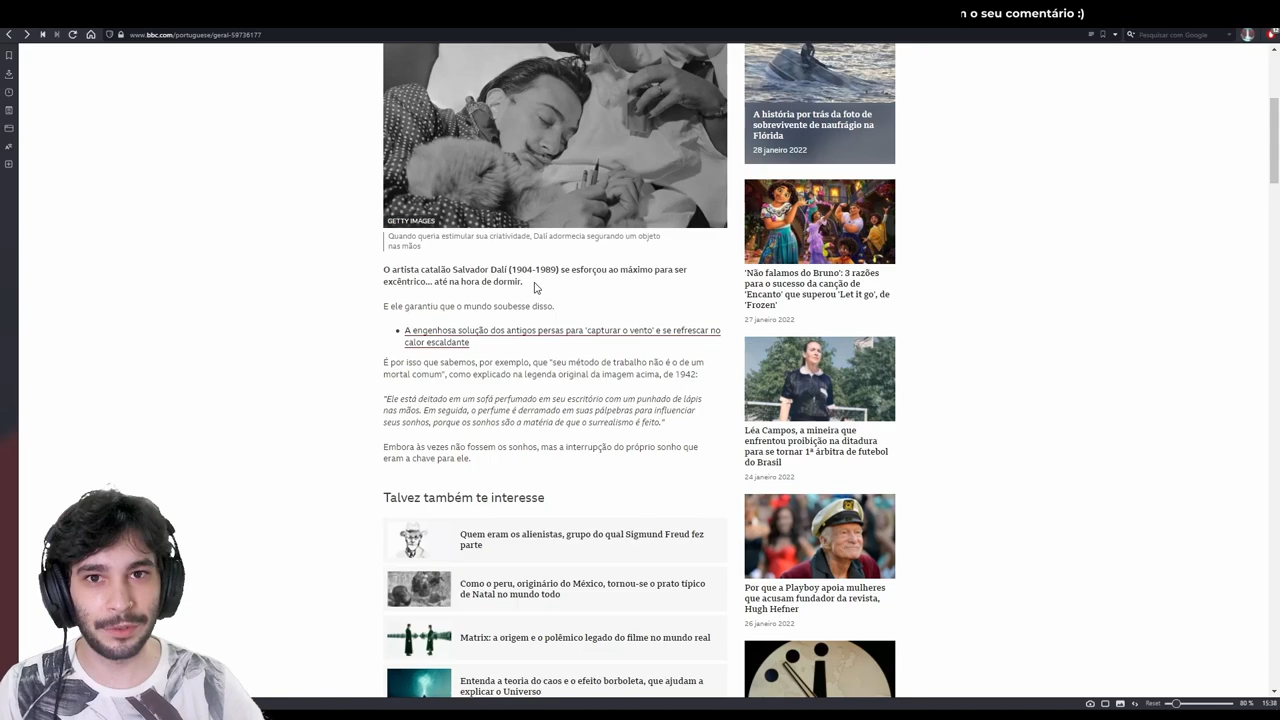 n o seu comentário :)
www.bbc.com/portuguese/geral-59736177
Pesquisar com Google
GETTY IMAGES
Quando queria estimular sua criatividade, Dalí adormecia segurando um objeto
nas mãos
O artista catalão Salvador Dalí (1904-1989) se esforçou ao máximo para ser
excêntrico... até na hora de dormir.
E ele garantiu que o mundo soubesse disso.
A engenhosa solução dos antigos persas para 'capturar o vento' e se refrescar no
calor escaldante
É por isso que sabemos, por exemplo, que "seu método de trabalho não é o de um
mortal comum", como explicado na legenda original da imagem acima, de 1942:
"Ele está deitado em um sofá perfumado em seu escritório com um punhado de lápis
nas mãos. Em seguida, o perfume é derramado em suas pálpebras para influenciar
seus sonhos, porque os sonhos são a matéria de que o surrealismo é feito."
Embora às vezes não fossem os sonhos, mas a interrupção do próprio sonho que
eram a chave para ele.
Talvez também te interesse
Quem eram os alienistas, grupo do qual Sigmund Freud fez
parte
Como o peru, originário do México, tornou-se o prato típico
de Natal no mundo todo
Matrix: a origem e o polêmico legado do filme no mundo real
Entenda a teoria do caos e o efeito borboleta, que ajudam a
explicar o Universo
A história por trás da foto de
sobrevivente de naufrágio na
Flórida
28 janeiro 2022
'Não falamos do Bruno': 3 razões
para o sucesso da canção de
'Encanto' que superou 'Let it go', de
'Frozen'
27 janeiro 2022
Léa Campos, a mineira que
enfrentou proibição na ditadura
para se tornar 1ª árbitra de futebol
do Brasil
24 janeiro 2022
Por que a Playboy apoia mulheres
que acusam fundador da revista,
Hugh Hefner
26 janeiro 2022
Reset
80 %
15:38